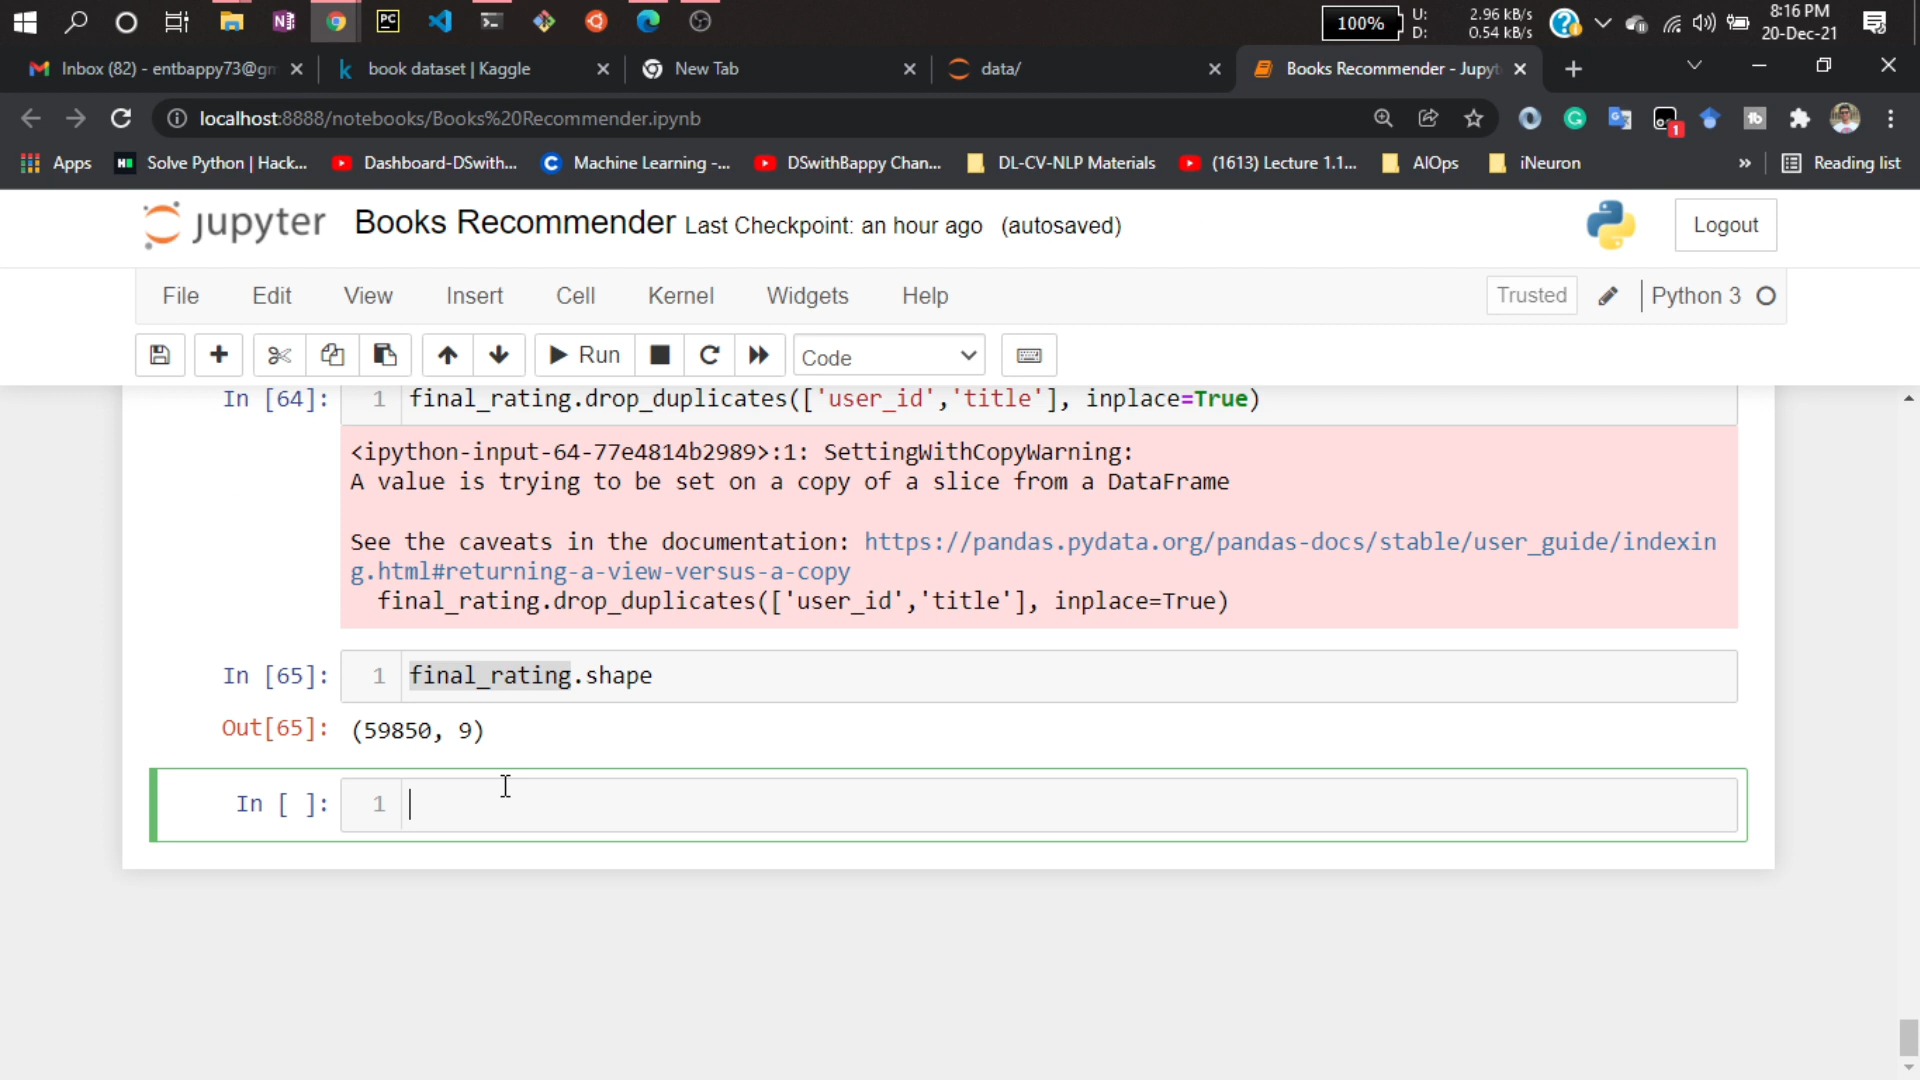 100%
U:
D:
2.96 kB/s
0.54 kB/s
8:16 PM
20-Dec-21
Inbox (82) - entbappy73@gm
book dataset | Kaggle
New Tab
data/
Books Recommender - Jupyt
localhost:8888/notebooks/Books%20Recommender.ipynb
Apps
Solve Python | Hack...
Dashboard-DSwith...
Machine Learning -...
DSwithBappy Chan...
DL-CV-NLP Materials
(1613) Lecture 1.1...
AIOps
iNeuron
»
Reading list
jupyter Books Recommender Last Checkpoint: an hour ago (autosaved)
Logout
File Edit View Insert Cell Kernel Widgets Help
Trusted
Python 3
Run
Code
In [64]: 1 final_rating.drop_duplicates(['user_id','title'], inplace=True)
<ipython-input-64-77e4814b2989>:1: SettingWithCopyWarning:
A value is trying to be set on a copy of a slice from a DataFrame
See the caveats in the documentation: https://pandas.pydata.org/pandas-docs/stable/user_guide/indexin
g.html#returning-a-view-versus-a-copy
final_rating.drop_duplicates(['user_id','title'], inplace=True)
In [65]: 1 final_rating.shape
Out[65]: (59850, 9)
In [ ]: 1